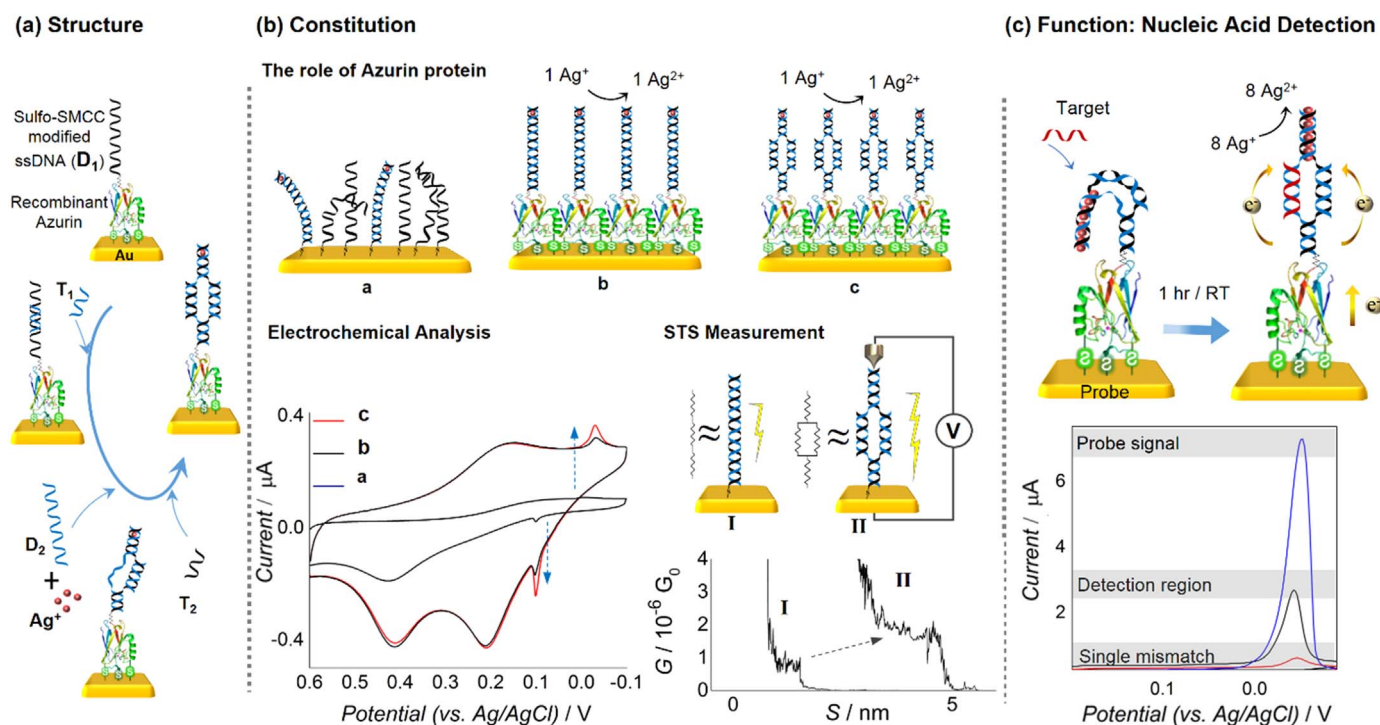 (a) Structure
Sulfo-SMCC
modified
ssDNA (D₁)
Recombinant
Azurin
Au
T₁
S S S
D₂
+
Ag⁺
T₂
S S S
(b) Constitution
The role of Azurin protein
1 Ag⁺ 1 Ag²⁺
1 Ag⁺ 1 Ag²⁺
a
b
c
Electrochemical Analysis
c
b
a
0.4
0.0
-0.4
Current / μA
0.6 0.5 0.4 0.3 0.2 0.1 0.0 -0.1
Potential (vs. Ag/AgCl) / V
STS Measurement
≈
≈
V
I
II
4
3
2
1
0
G / 10⁻⁶ G₀
I
II
0 5
S / nm
(c) Function: Nucleic Acid Detection
Target
8 Ag²⁺
8 Ag⁺
e⁻
e⁻
1 hr / RT
e⁻
Probe
Probe signal
Detection region
Single mismatch
6
4
2
Current / μA
0.1 0.0
Potential (vs. Ag/AgCl) / V